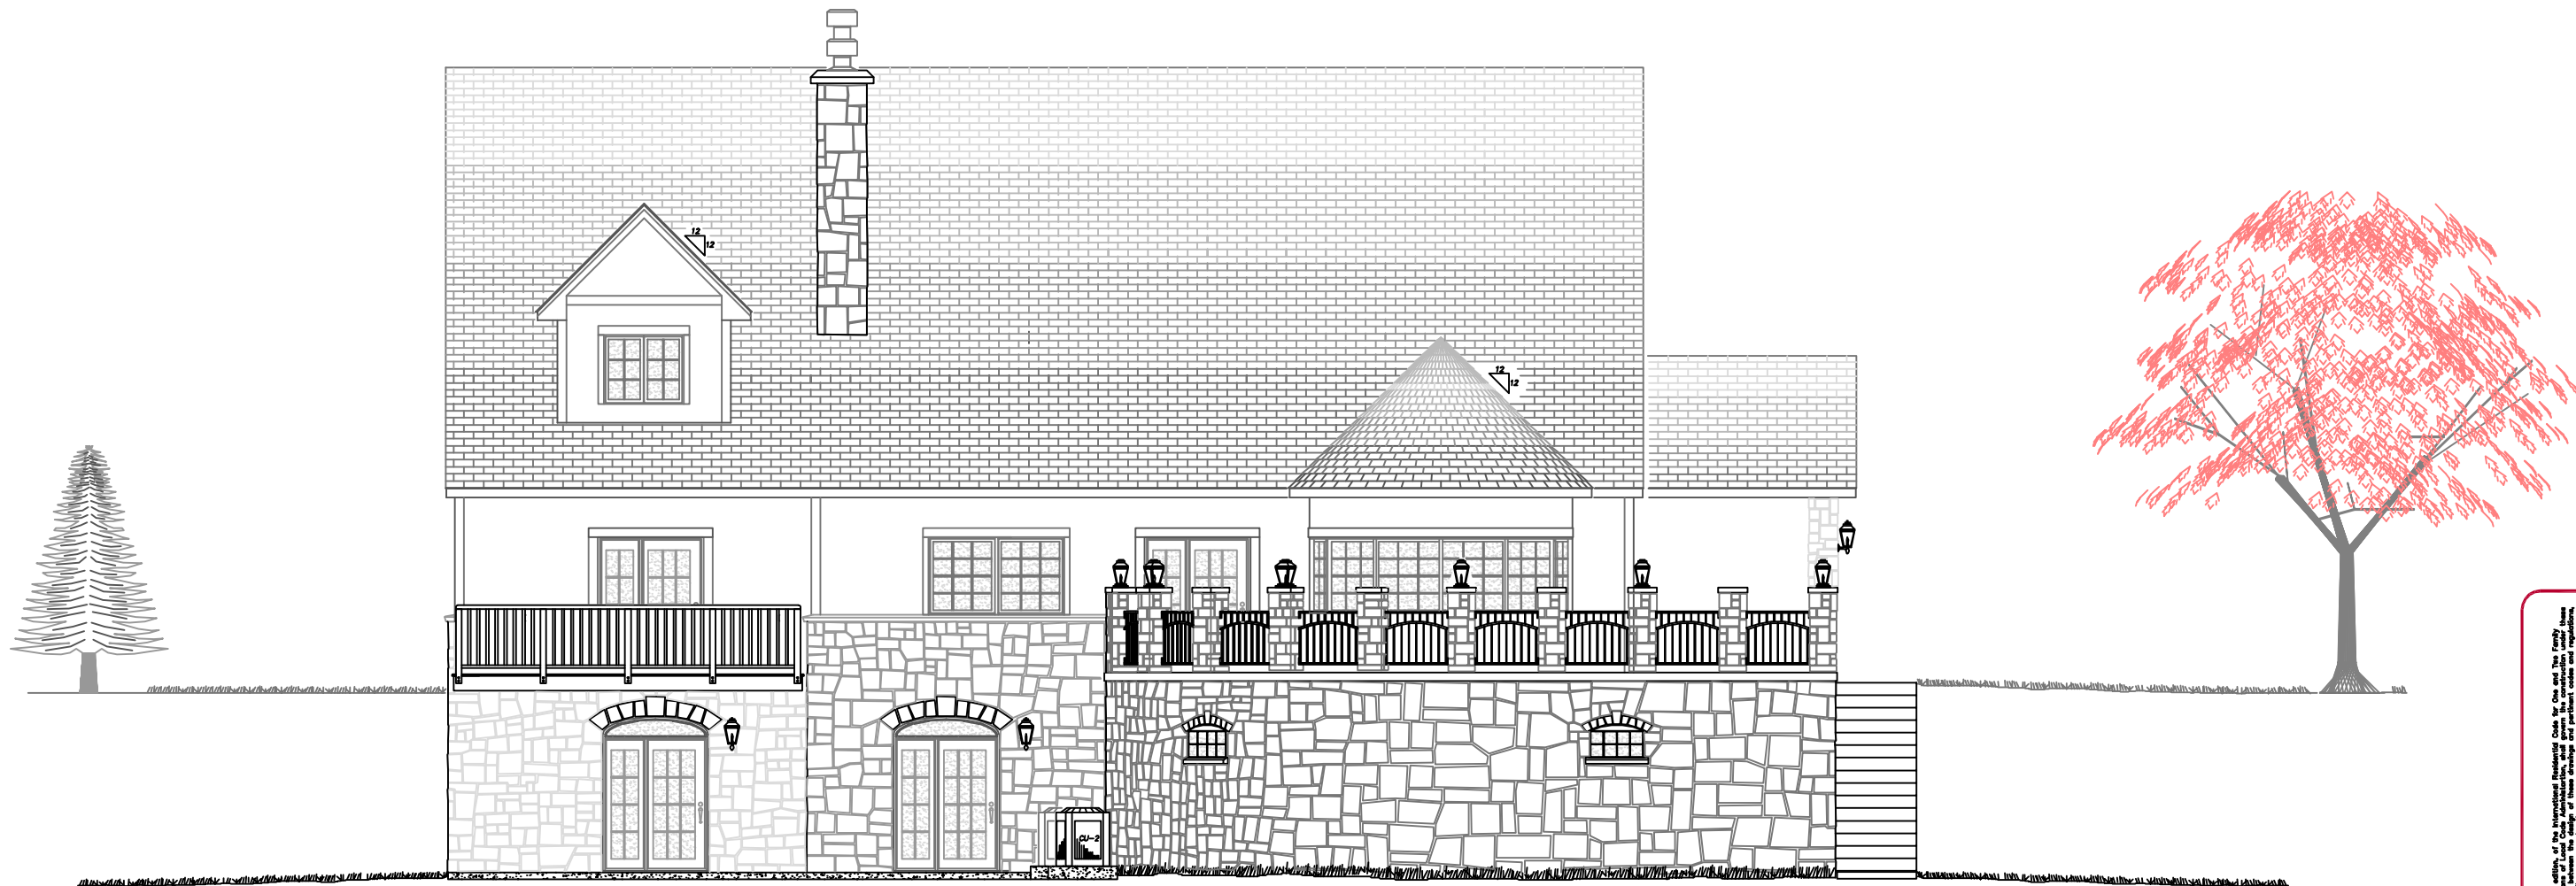 12
12
12
12
CU-2
edition, of the International Residential Code for One and Two Family
and Local Code Administration, shall govern the construction under these
between the design of these drawings and pertinent codes and regulations,